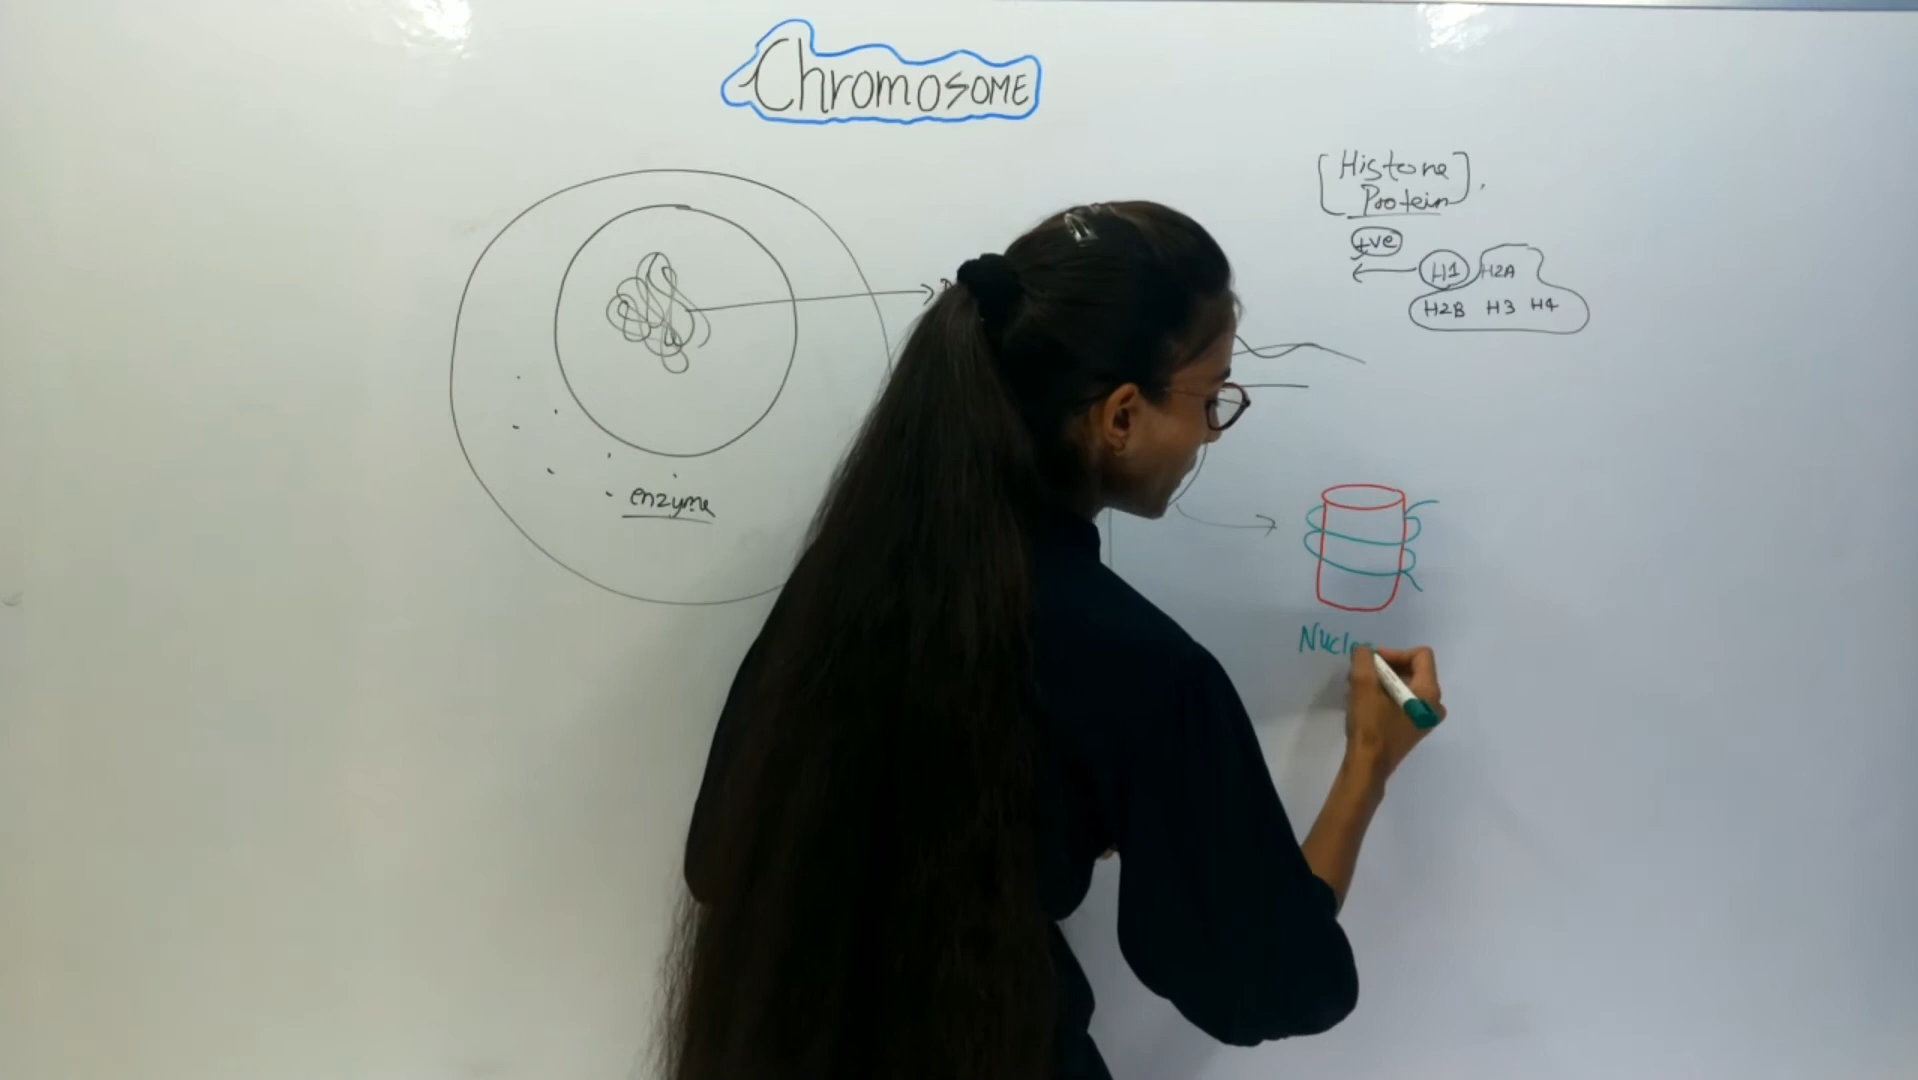 ChromoSOME
[Histone
Protein].
+ve
H1 H2A
H2B H3 H4
enzyme
Nucle